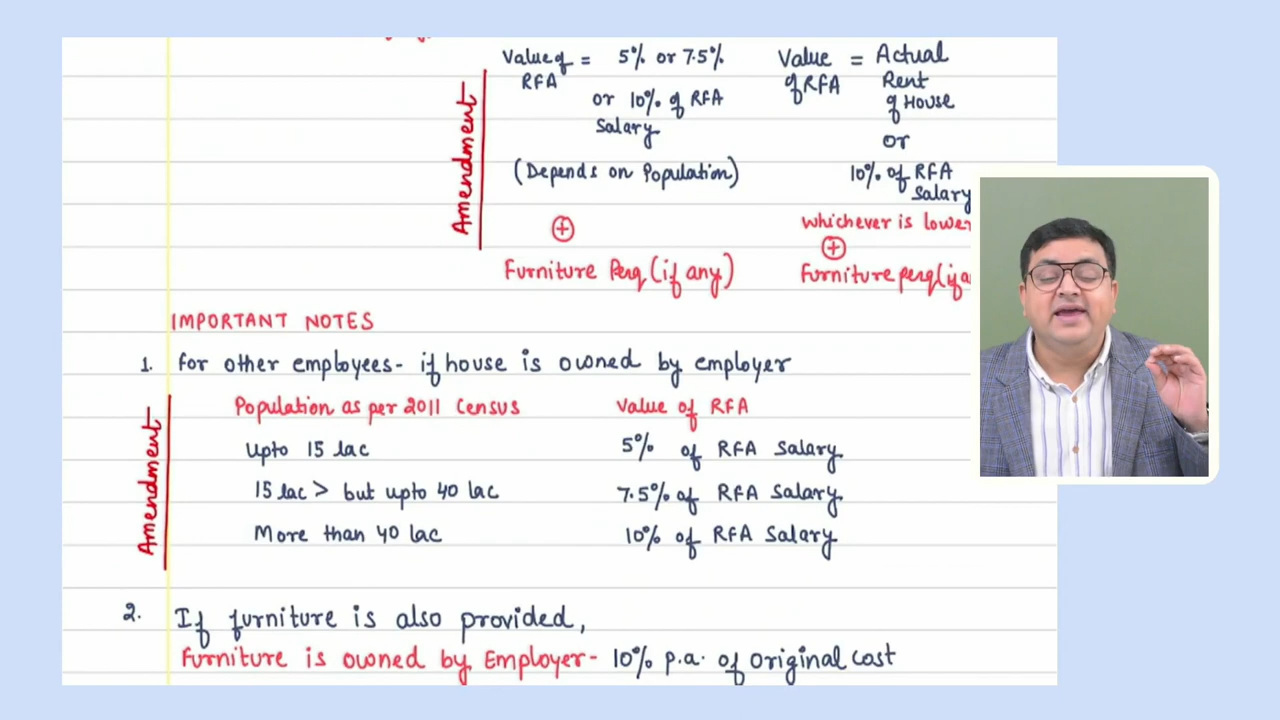 Value of RFA = 5% or 7.5%
or 10% of RFA
Salary
(Depends on Population)
+
Furniture Perq (if any)
Value of RFA = Actual
Rent
of House
or
10% of RFA
Salary
whichever is lower
+
Furniture perq (if a
Amendment
IMPORTANT NOTES
1. For other employees- if house is owned by employer
Population as per 2011 Census Value of RFA
Upto 15 lac 5% of RFA Salary
15 lac > but upto 40 lac 7.5% of RFA Salary
More than 40 lac 10% of RFA Salary
Amendment
2. If furniture is also provided,
Furniture is owned by Employer- 10% p.a. of original cost